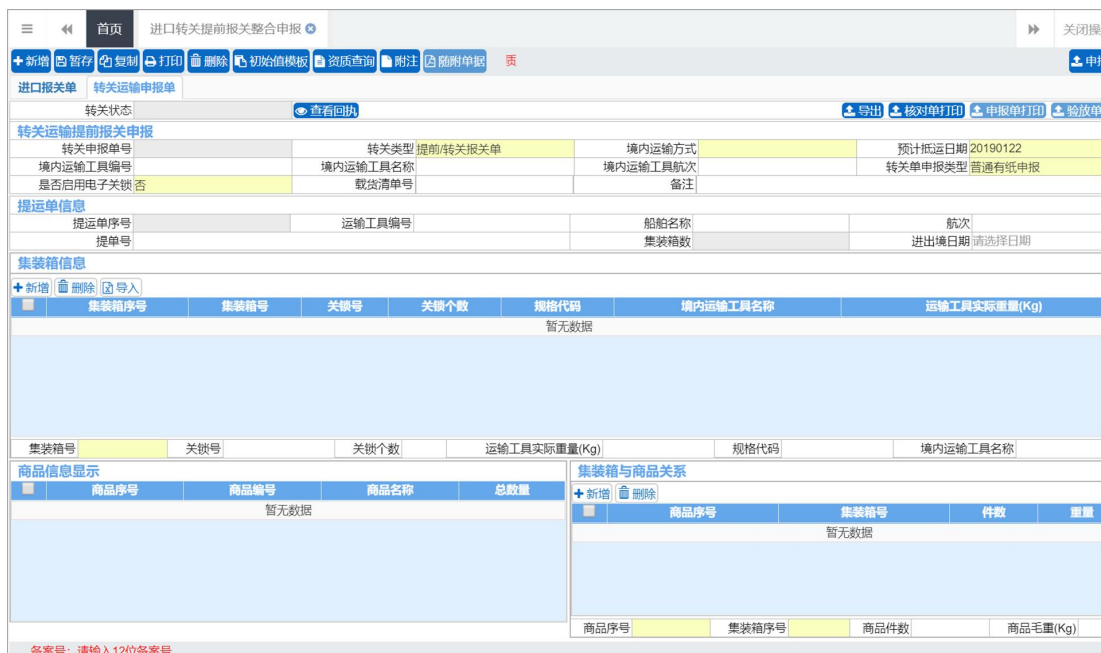 首页 进口转关提前报关整合申报 关闭操
新增 暂存 复制 打印 删除 初始值模板 资质查询 附注 随附单据
进口报关单 转关运输申报单
转关状态 查看回执 导出 核对单打印 申报单打印 验放单
转关运输提前报关申报
转关申报单号 转关类型 提前/转关报关单 境内运输方式 预计抵运日期 20190122
境内运输工具编号 境内运输工具名称 境内运输工具航次 转关单申报类型 普通有纸申报
是否启用电子关锁 否 载货清单号 备注
提运单信息
提运单序号 运输工具编号 船舶名称 航次
提单号 集装箱数 进出境日期 请选择日期
集装箱信息
新增 删除 导入
集装箱序号 集装箱号 关锁号 关锁个数 规格代码 境内运输工具名称 运输工具实际重量(Kg)
暂无数据
集装箱号 关锁号 关锁个数 运输工具实际重量(Kg) 规格代码 境内运输工具名称
商品信息显示
商品序号 商品编号 商品名称 总数量
暂无数据
集装箱与商品关系
新增 删除
商品序号 集装箱号 件数 重量
暂无数据
商品序号 集装箱序号 商品件数 商品毛重(Kg)
备案号：请输入12位备案号